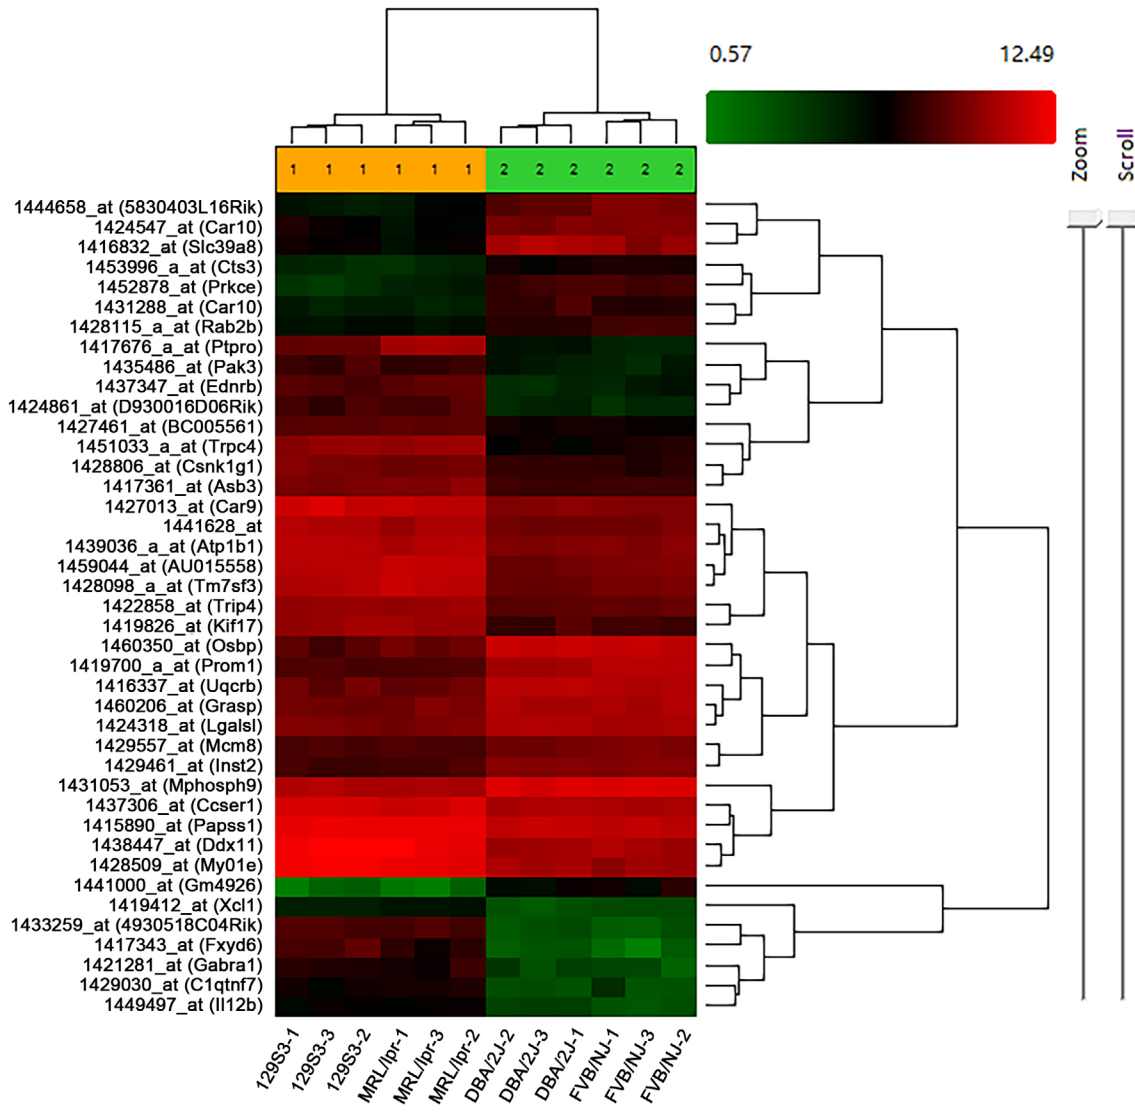 0.57 12.49
Zoom
Scroll
1 1 1 1 1 1 2 2 2 2 2 2
1444658_at (5830403L16Rik)
1424547_at (Car10)
1416832_at (Slc39a8)
1453996_a_at (Cts3)
1452878_at (Prkce)
1431288_at (Car10)
1428115_a_at (Rab2b)
1417676_a_at (Ptpro)
1435486_at (Pak3)
1437347_at (Ednrb)
1424861_at (D930016D06Rik)
1427461_at (BC005561)
1451033_a_at (Trpc4)
1428806_at (Csnk1g1)
1417361_at (Asb3)
1427013_at (Car9)
1441628_at
1439036_a_at (Atp1b1)
1459044_at (AU015558)
1428098_a_at (Tm7sf3)
1422858_at (Trip4)
1419826_at (Kif17)
1460350_at (Osbp)
1419700_a_at (Prom1)
1416337_at (Uqcrb)
1460206_at (Grasp)
1424318_at (Lgalsl)
1429557_at (Mcm8)
1429461_at (Inst2)
1431053_at (Mphosph9)
1437306_at (Ccser1)
1415890_at (Papss1)
1438447_at (Ddx11)
1428509_at (My01e)
1441000_at (Gm4926)
1419412_at (Xcl1)
1433259_at (4930518C04Rik)
1417343_at (Fxyd6)
1421281_at (Gabra1)
1429030_at (C1qtnf7)
1449497_at (Il12b)
129S3-1
129S3-3
129S3-2
MRL/lpr-1
MRL/lpr-3
MRL/lpr-2
DBA/2J-2
DBA/2J-3
DBA/2J-1
FVB/NJ-1
FVB/NJ-3
FVB/NJ-2